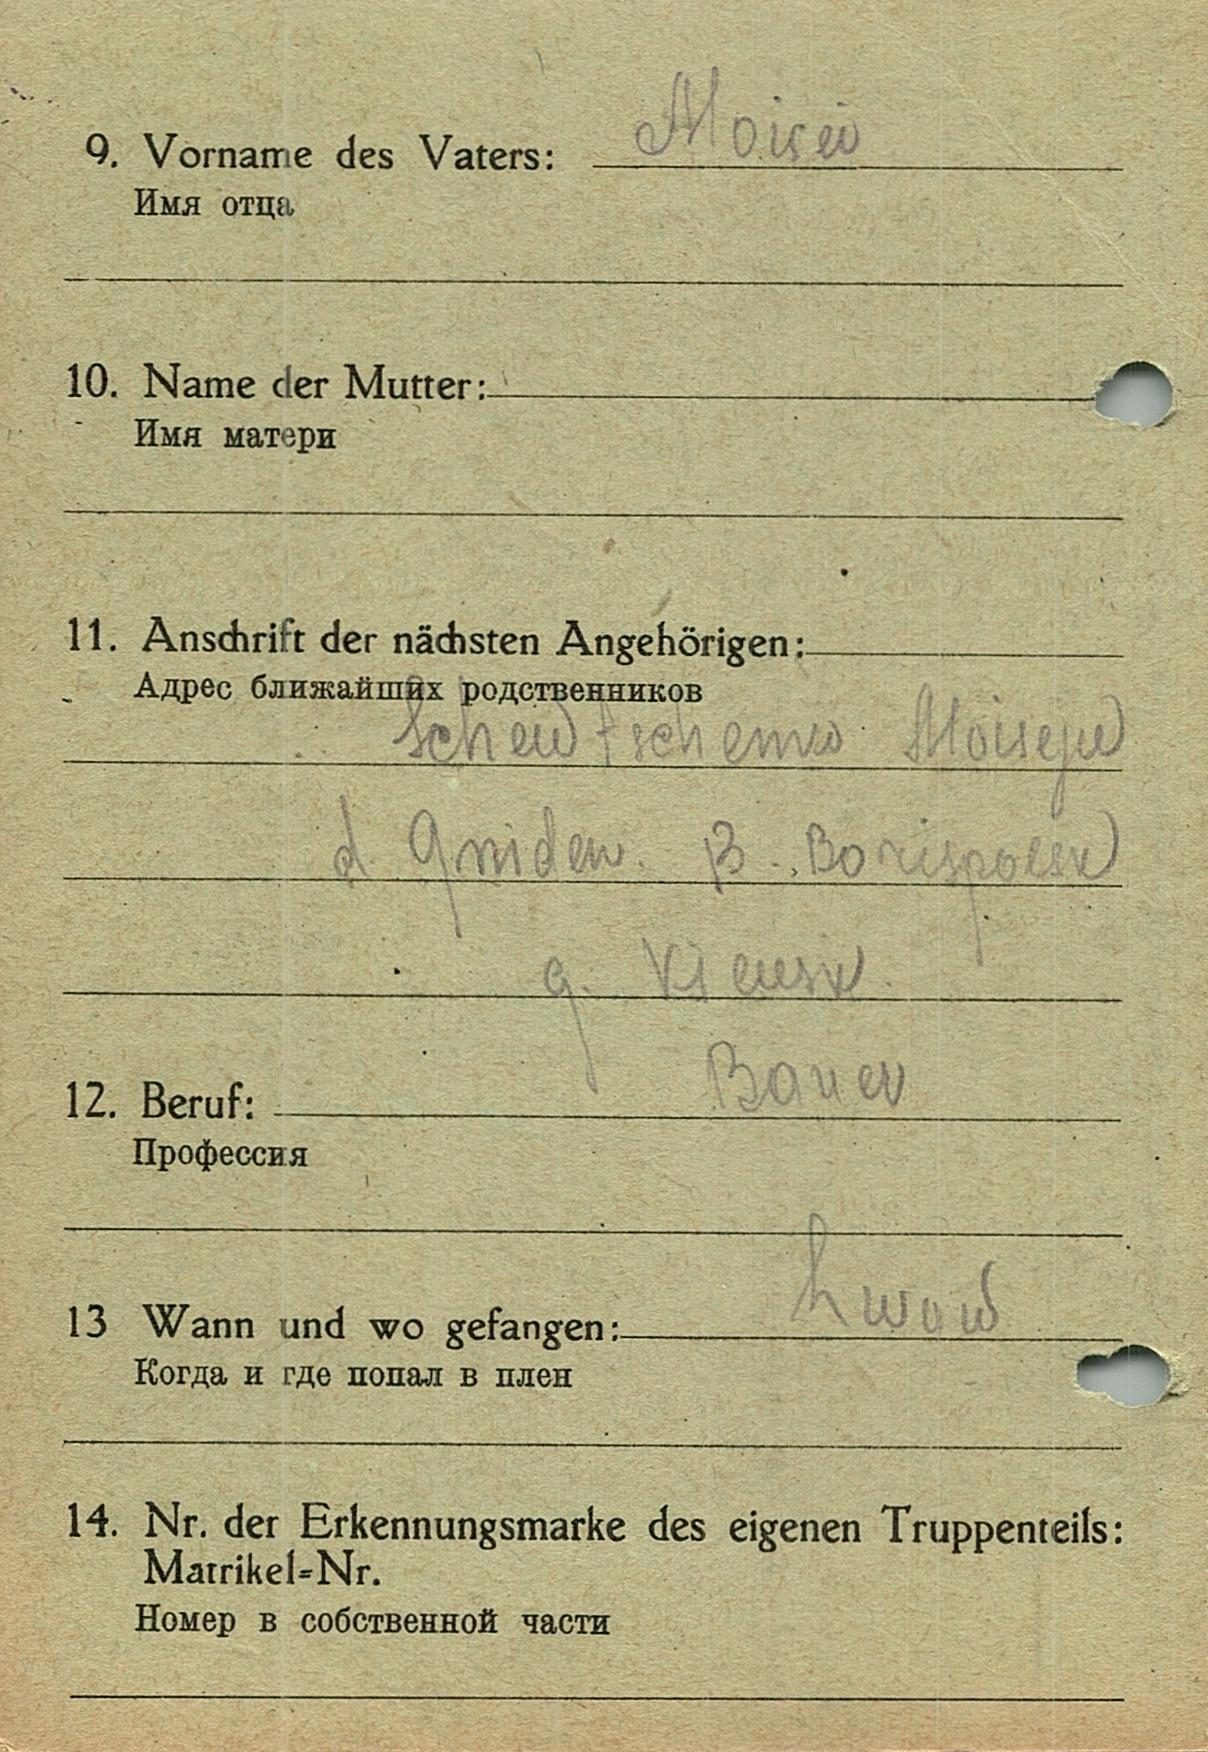 9. Vorname des Vaters: Moisei
Имя отца
10. Name der Mutter:
Имя матери
11. Anschrift der nächsten Angehörigen:
Адрес ближайших родственников
Schewtschenko Moisejew
d. Gniden. B. Borispolsk
g. Kiewsk.
12. Beruf: Bauer
Профессия
13 Wann und wo gefangen: Lwow
Когда и где попал в плен
14. Nr. der Erkennungsmarke des eigenen Truppenteils:
Matrikel=Nr.
Номер в собственной части